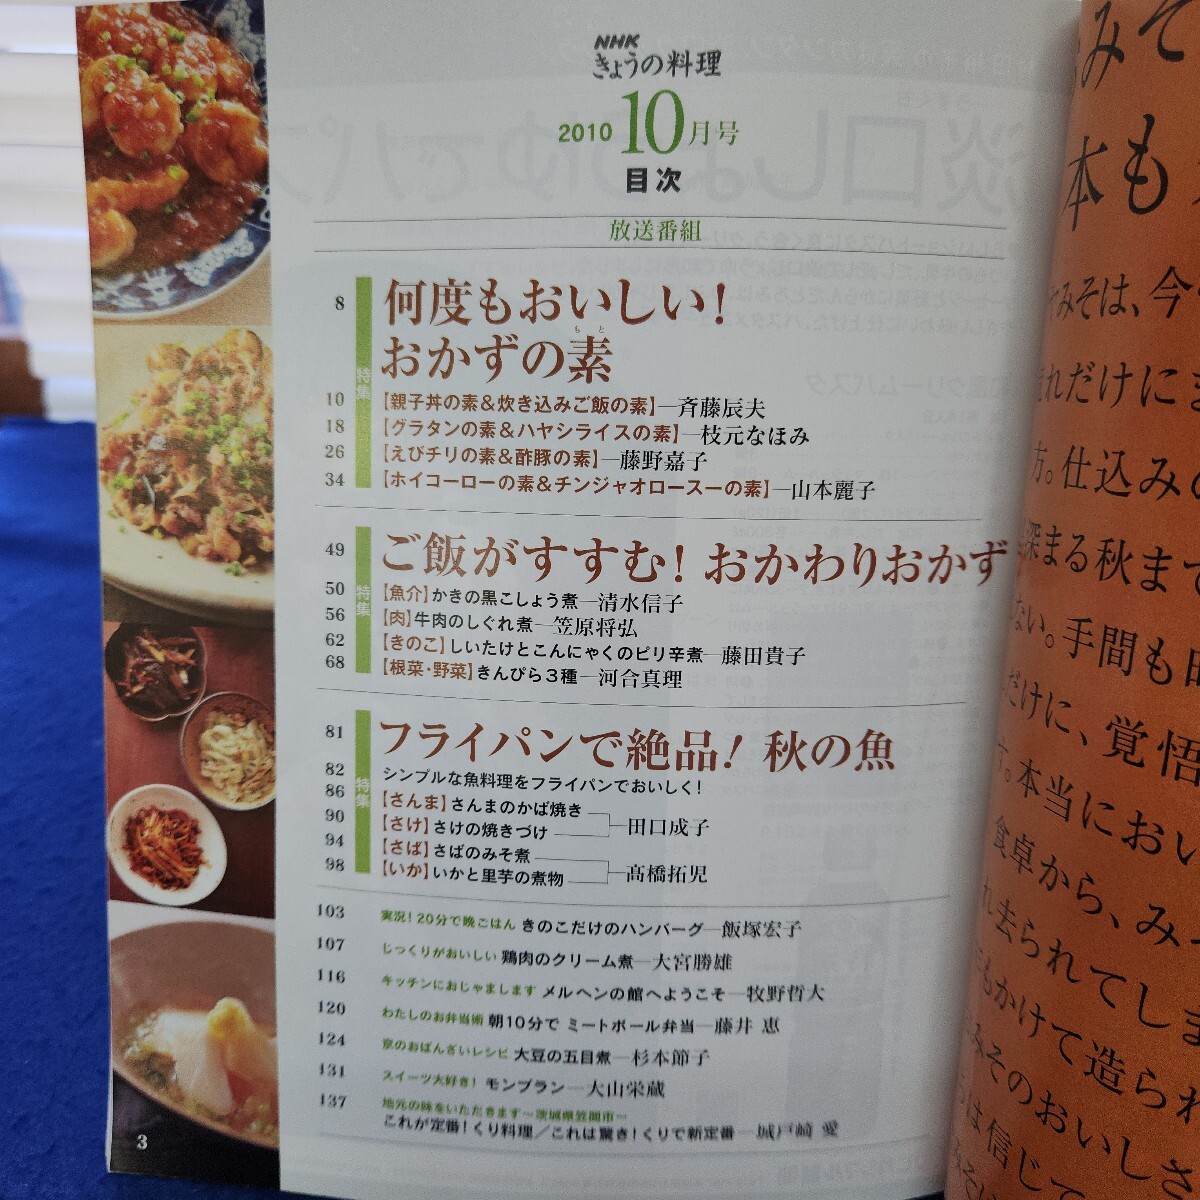 NHK
きょうの料理
2010 10月号
目次
放送番組
特集
8 何度もおいしい!
おかずの素
もと
10 【親子丼の素&炊き込みご飯の素】—斉藤辰夫
18 【グラタンの素&ハヤシライスの素】—枝元なほみ
26 【えびチリの素&酢豚の素】—藤野嘉子
34 【ホイコーローの素&チンジャオロースーの素】—山本麗子
特集
49 ご飯がすすむ! おかわりおかず
50 【魚介】かきの黒こしょう煮—清水信子
56 【肉】牛肉のしぐれ煮—笠原将弘
62 【きのこ】しいたけとこんにゃくのピリ辛煮—藤田貴子
68 【根菜・野菜】きんぴら3種—河合真理
特集
81 フライパンで絶品! 秋の魚
82 シンプルな魚料理をフライパンでおいしく!
86 【さんま】さんまのかば焼き
90 【さけ】さけの焼きづけ—田口成子
94 【さば】さばのみそ煮
98 【いか】いかと里芋の煮物—髙橋拓児
103 実況!20分で晩ごはん きのこだけのハンバーグ—飯塚宏子
107 じっくりがおいしい 鶏肉のクリーム煮—大宮勝雄
116 キッチンにおじゃまします メルヘンの館へようこそ—牧野哲大
120 わたしのお弁当術 朝10分で ミートボール弁当—藤井 恵
124 京のおばんざいレシピ 大豆の五目煮—杉本節子
131 スイーツ大好き! モンブラン—大山栄蔵
137 地元の味をいただきます〜茨城県笠間市〜
これが定番!くり料理/これは驚き!くりで新定番—城戸崎 愛
3
みそ
本も
みそは、今
れだけにま
方。仕込みの
深まる秋まで
ない。手間も
だけに、覚悟
す。本当におい
食卓から、み
れ去られてしま
もかけて造られ
みそのおいしさ
は信じて